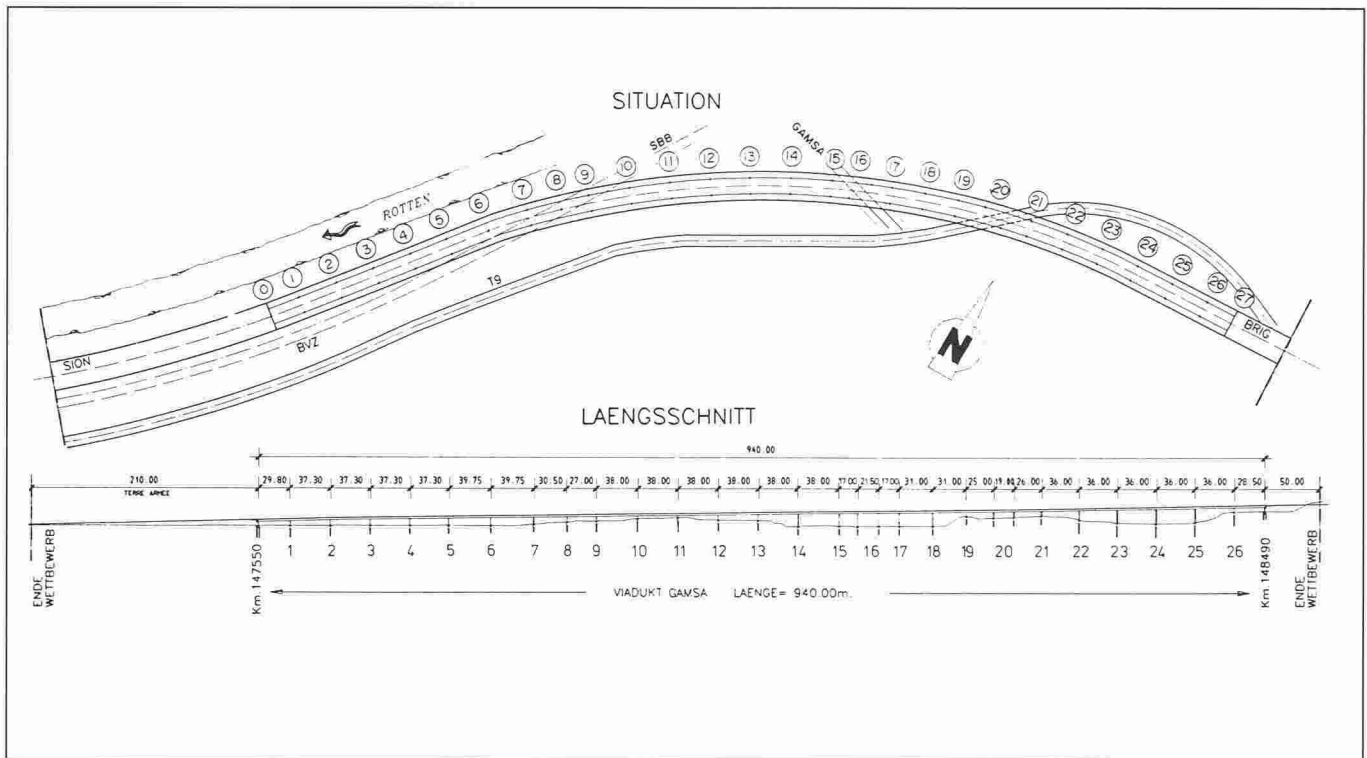 SITUATION
SBB
GAMSA
ROTTEN
0 1 2 3 4 5 6 7 8 9 10 11 12 13 14 15 16 17 18 19 20 21 22 23 24 25 26 27
SION
BVZ
T9
N
BRIG
LAENGSSCHNITT
940.00
210.00 29.80 37.30 37.30 37.30 37.30 39.75 39.75 30.50 27.00 38.00 38.00 38.00 38.00 38.00 38.00 17.00 21.50 17.00 31.00 31.00 25.00 19.00 26.00 36.00 36.00 36.00 36.00 36.00 28.50 50.00
TERRE ARMEE
1 2 3 4 5 6 7 8 9 10 11 12 13 14 15 16 17 18 19 20 21 22 23 24 25 26
ENDE
WETTBEWERB
Km. 147550
VIADUKT GAMSA LAENGE= 940.00m.
Km. 148490
ENDE
WETTBEWERB